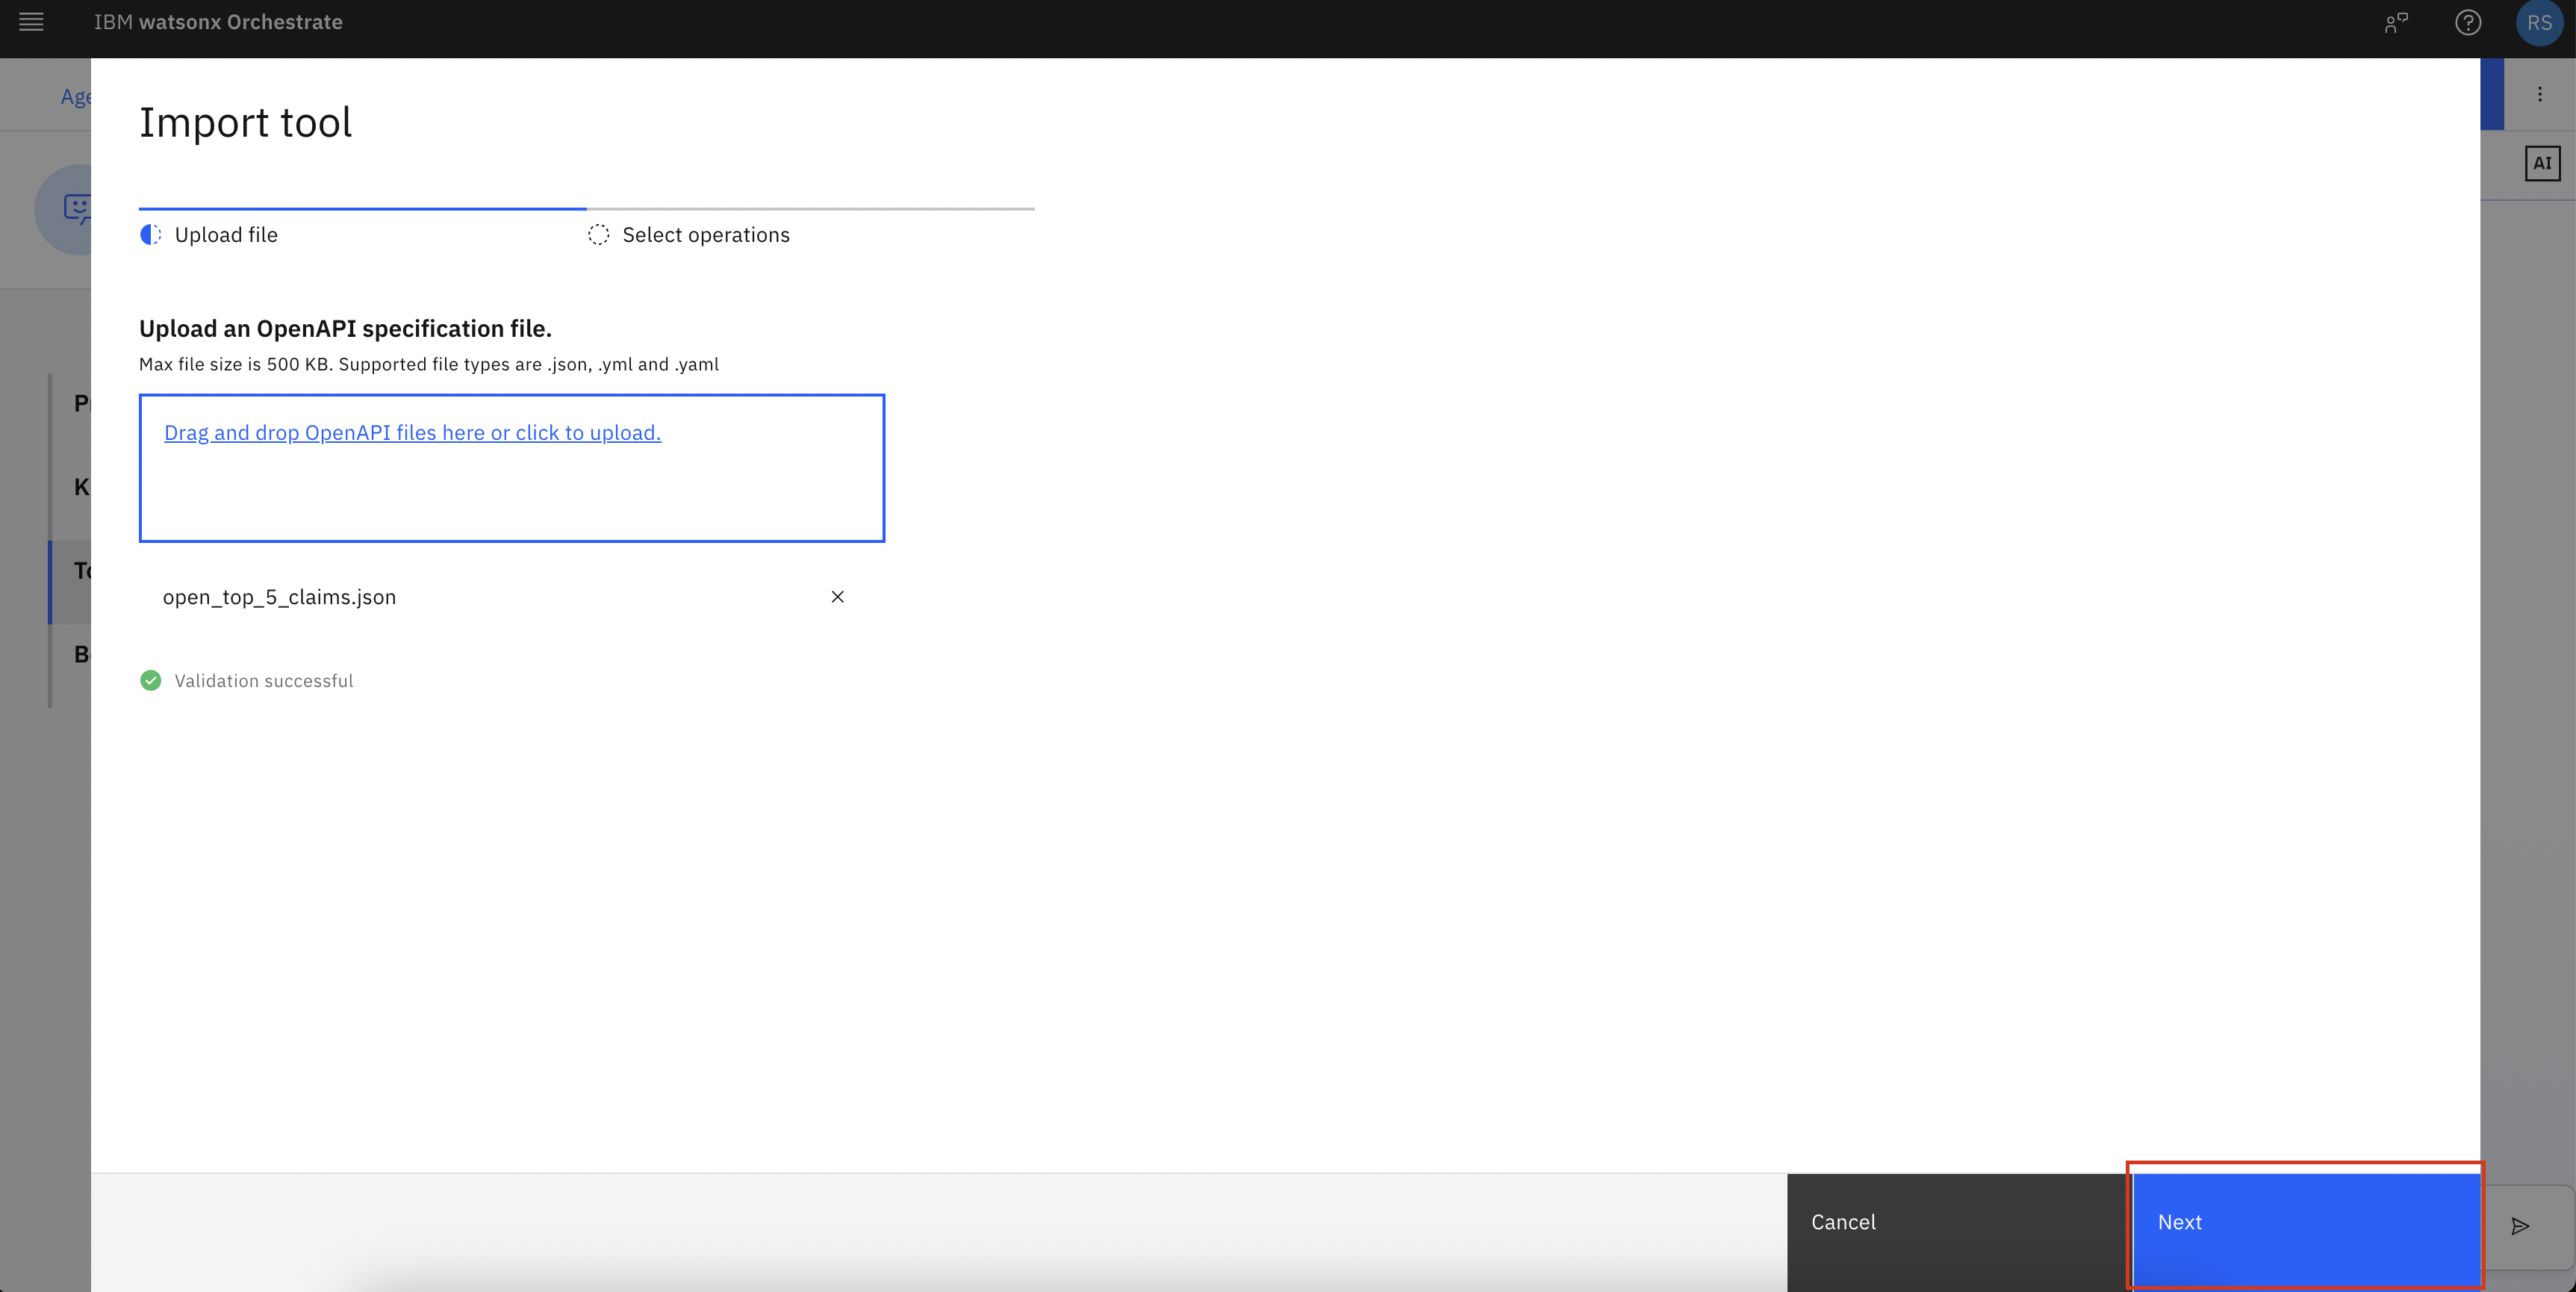 IBM watsonx Orchestrate
RS
AI
Import tool
Upload file
Select operations
Upload an OpenAPI specification file.
Max file size is 500 KB. Supported file types are .json, .yml and .yaml
Drag and drop OpenAPI files here or click to upload.
open_top_5_claims.json
Validation successful
Cancel
Next